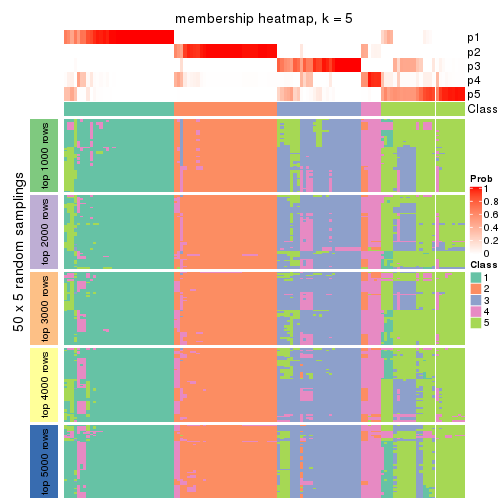 membership heatmap, k = 5
p1
p2
p3
p4
p5
Class
50 x 5 random samplings
top 1000 rows
top 2000 rows
top 3000 rows
top 4000 rows
top 5000 rows
Prob
1
0.8
0.6
0.4
0.2
0
Class
1
2
3
4
5